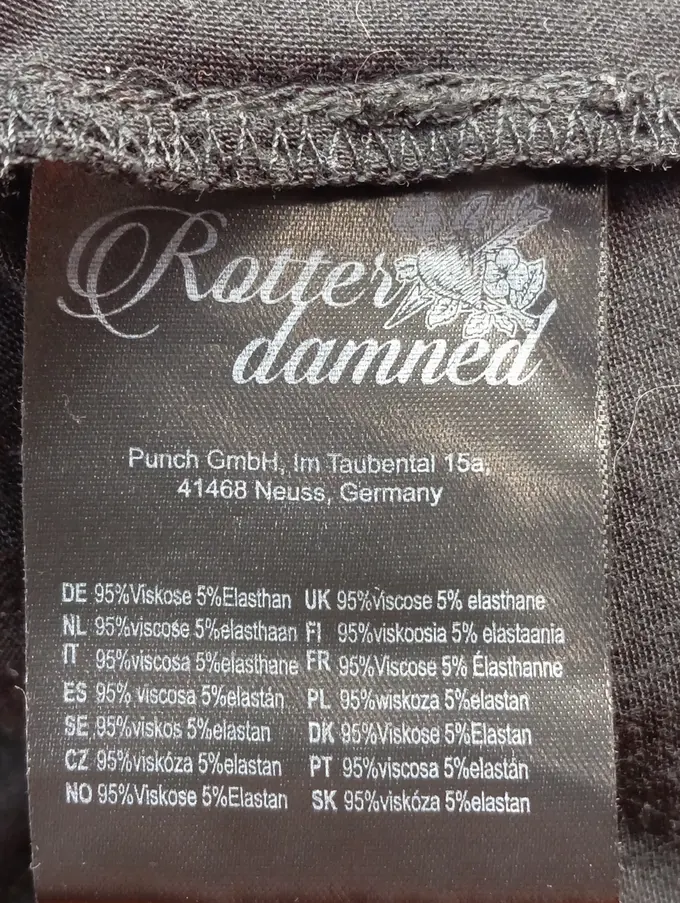 Rotter
damned
Punch GmbH, Im Taubental 15a,
41468 Neuss, Germany
DE 95%Viskose 5%Elasthan UK 95%Viscose 5% elasthane
NL 95%viscose 5%elasthaan FI 95%viskoosia 5% elastaania
IT 95%viscosa 5%elasthane FR 95%Viscose 5% Élasthanne
ES 95% viscosa 5%elastán PL 95%wiskoza 5%elastan
SE 95%viskos 5%elastan DK 95%Viskose 5%Elastan
CZ 95%viskóza 5%elastan PT 95%viscosa 5%elastán
NO 95%Viskose 5%Elastan SK 95%viskóza 5%elastan